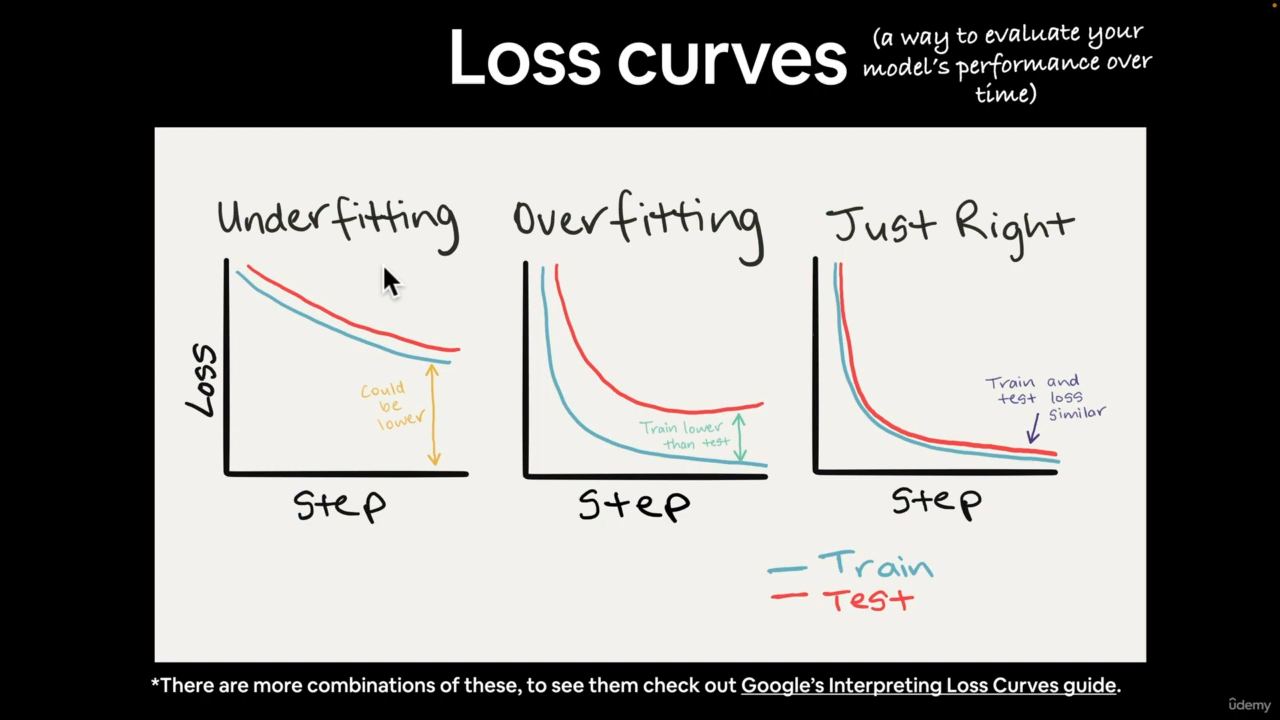 Loss curves
(a way to evaluate your
model's performance over
time)
Underfitting
Overfitting
Just Right
Loss
Could
be
lower
Step
Train lower
than test
Step
Train and
test loss
similar
Step
Train
Test
*There are more combinations of these, to see them check out Google's Interpreting Loss Curves guide.
ûdemy